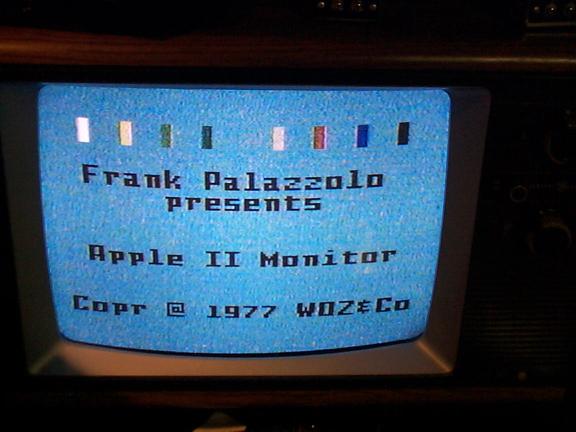 Frank Palazzolo
presents
Apple II Monitor
Copr @ 1977 WOZ&Co